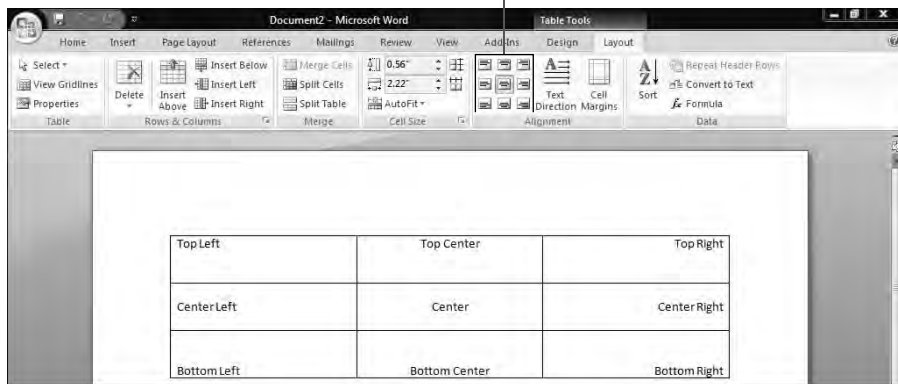 Document2 - Microsoft Word Table Tools
Home Insert Page Layout References Mailings Review View Add-Ins Design Layout
Select
View Gridlines
Properties
Table
Delete
Insert Above
Insert Below
Insert Left
Insert Right
Rows & Columns
Merge Cells
Split Cells
Split Table
Merge
0.56"
2.22"
AutoFit
Cell Size
Text Direction
Cell Margins
Alignment
Sort
Repeat Header Rows
Convert to Text
Formula
Data
Top Left Top Center Top Right
Center Left Center Center Right
Bottom Left Bottom Center Bottom Right